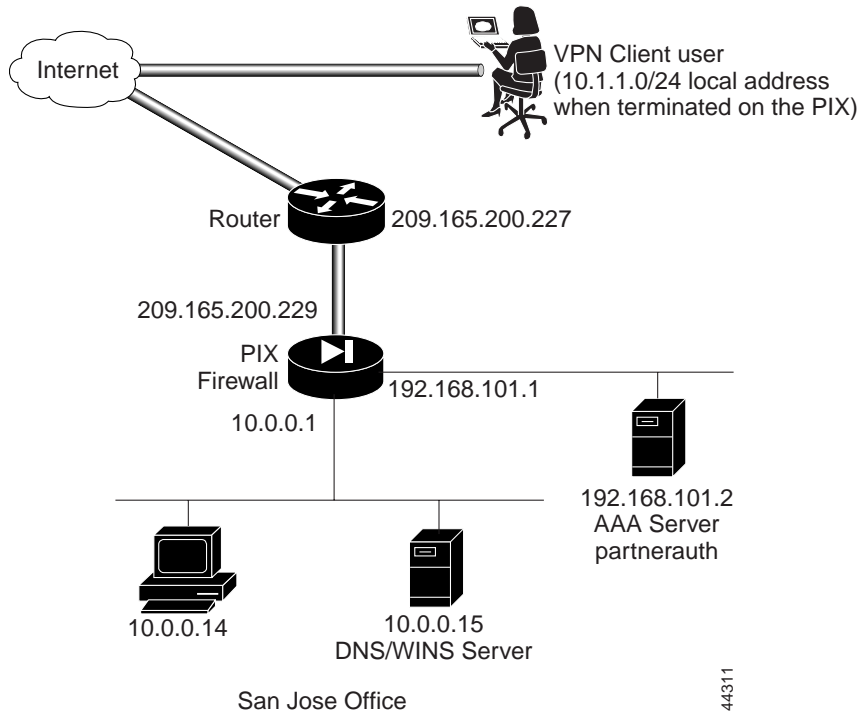 Internet
VPN Client user
(10.1.1.0/24 local address
when terminated on the PIX)
Router
209.165.200.227
209.165.200.229
PIX
Firewall
192.168.101.1
10.0.0.1
192.168.101.2
AAA Server
partnerauth
10.0.0.14
10.0.0.15
DNS/WINS Server
San Jose Office
44311